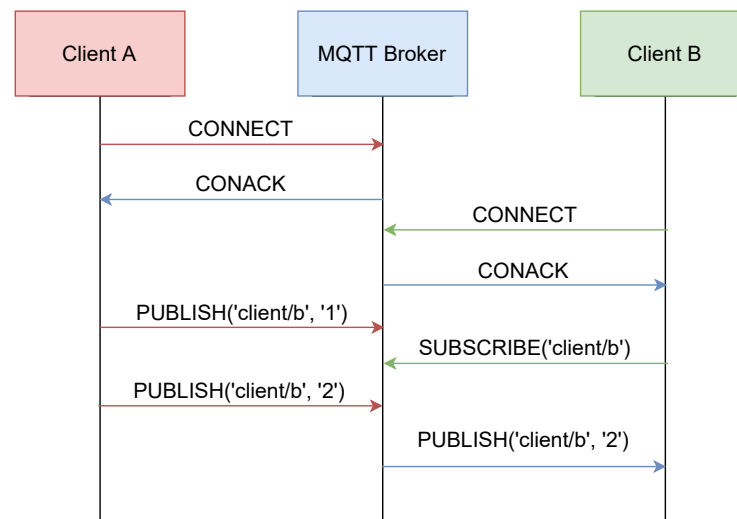 Client A
MQTT Broker
Client B
CONNECT
CONACK
CONNECT
CONACK
PUBLISH('client/b', '1')
SUBSCRIBE('client/b')
PUBLISH('client/b', '2')
PUBLISH('client/b', '2')